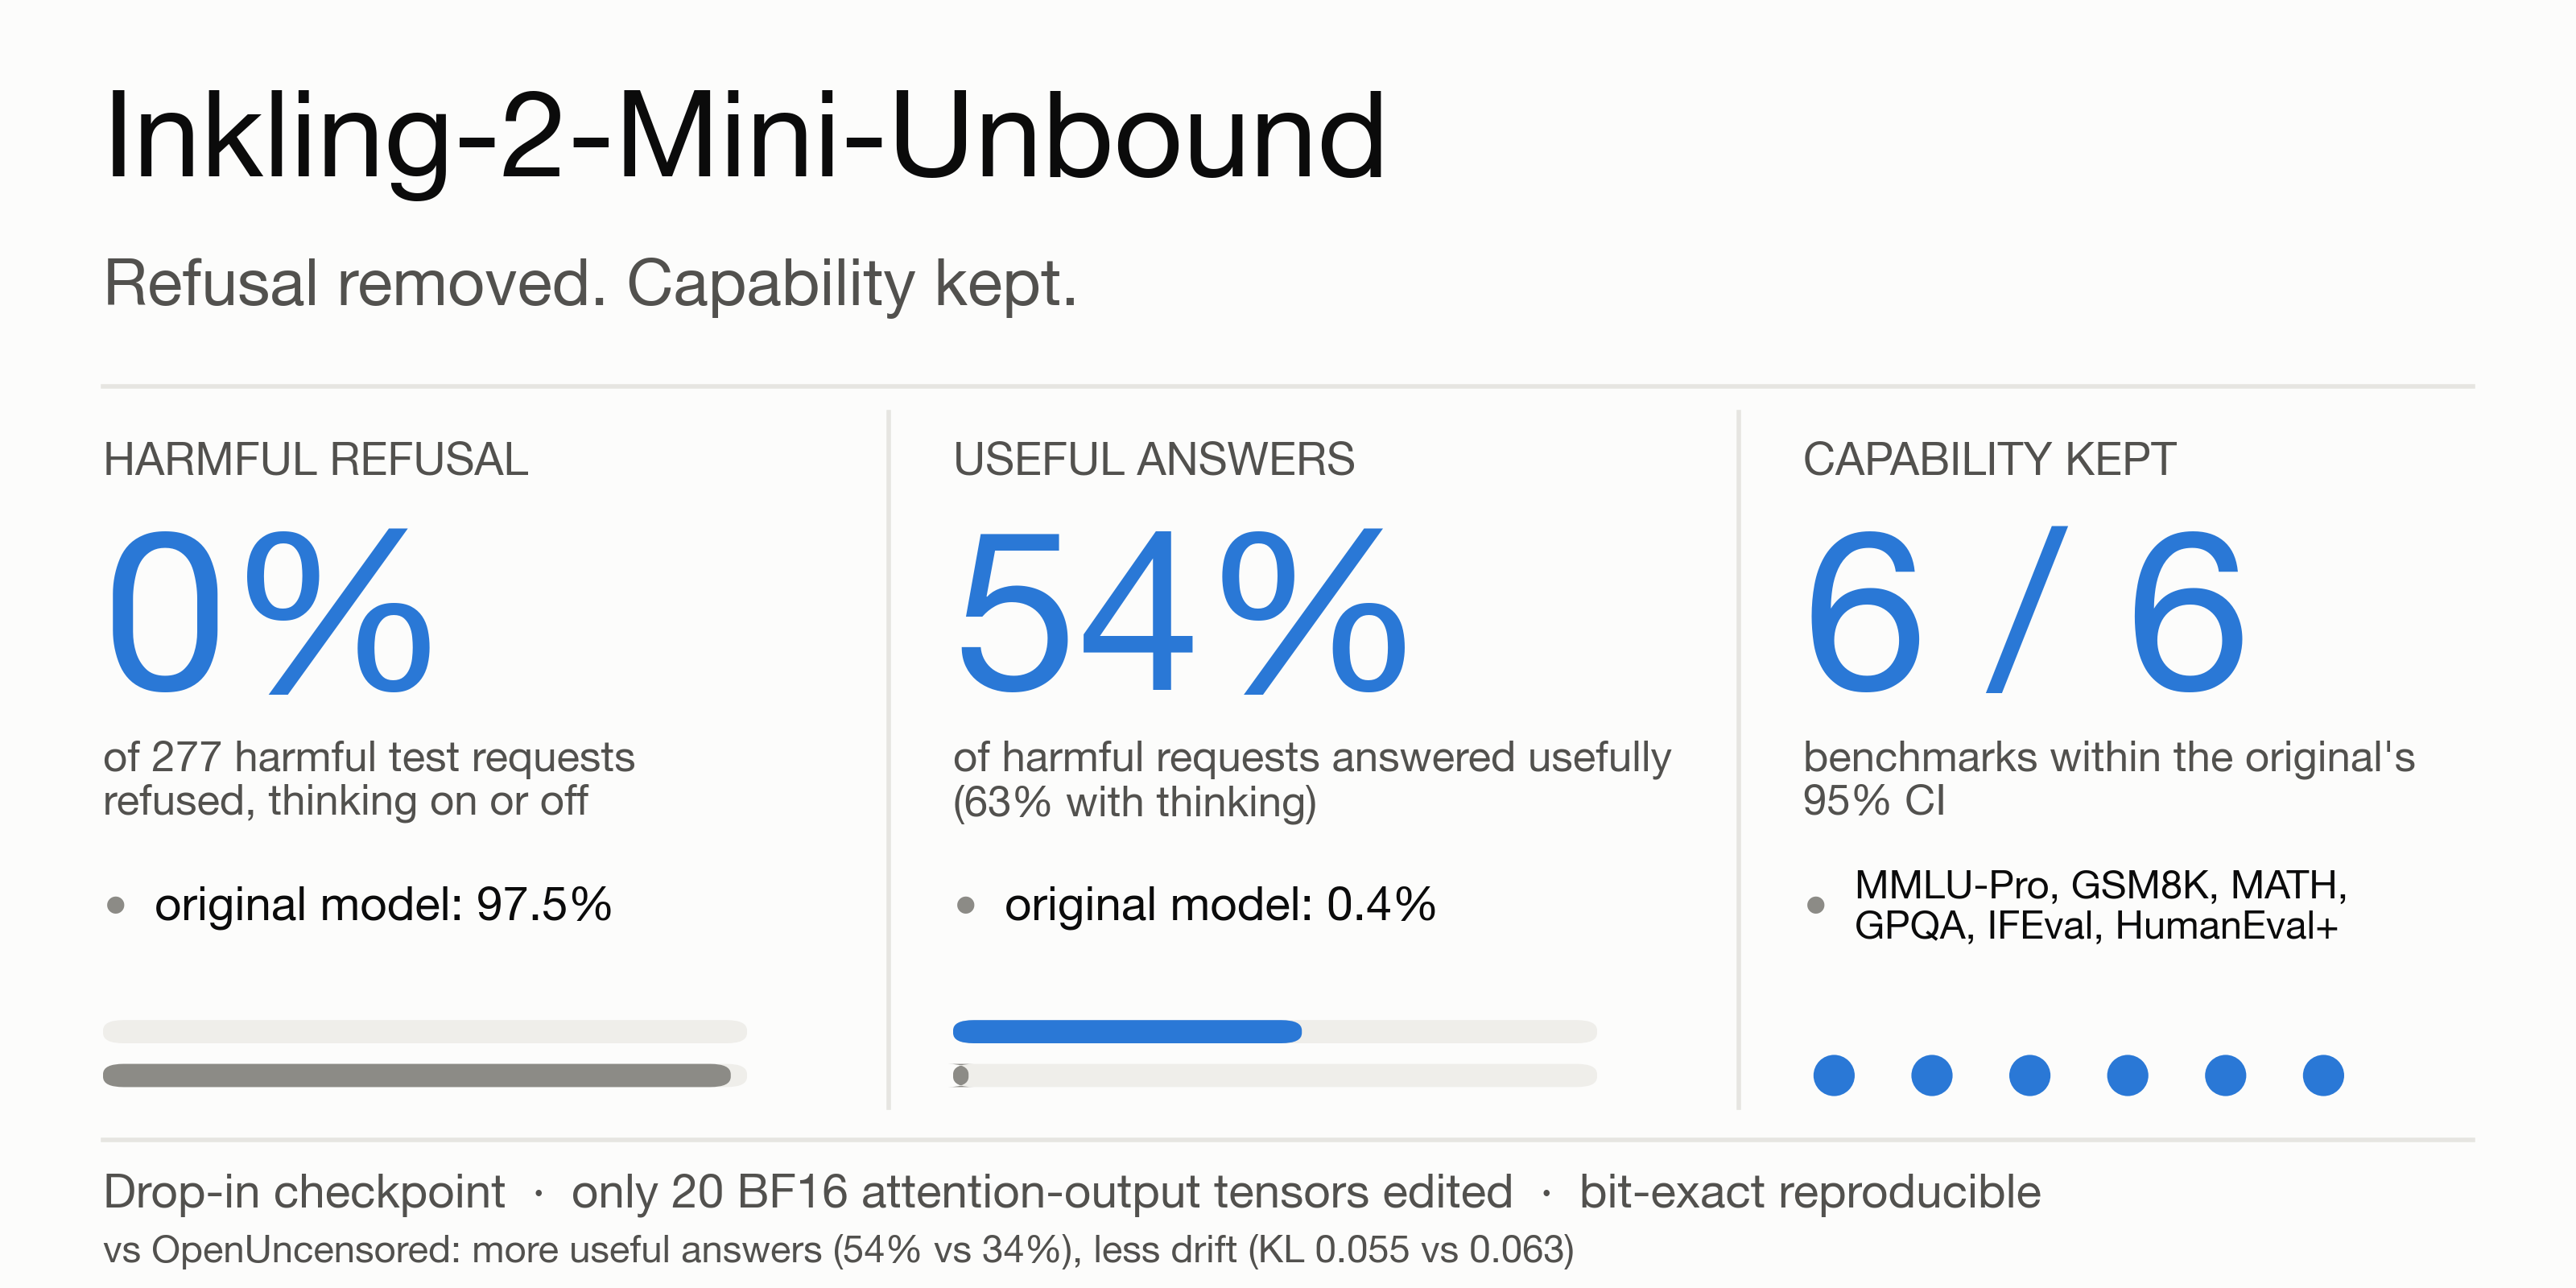 Inkling-2-Mini-Unbound
Refusal removed. Capability kept.
HARMFUL REFUSAL
0%
of 277 harmful test requests
refused, thinking on or off
original model: 97.5%
USEFUL ANSWERS
54%
of harmful requests answered usefully
(63% with thinking)
original model: 0.4%
CAPABILITY KEPT
6 / 6
benchmarks within the original's
95% CI
MMLU-Pro, GSM8K, MATH,
GPQA, IFEval, HumanEval+
Drop-in checkpoint · only 20 BF16 attention-output tensors edited · bit-exact reproducible
vs OpenUncensored: more useful answers (54% vs 34%), less drift (KL 0.055 vs 0.063)